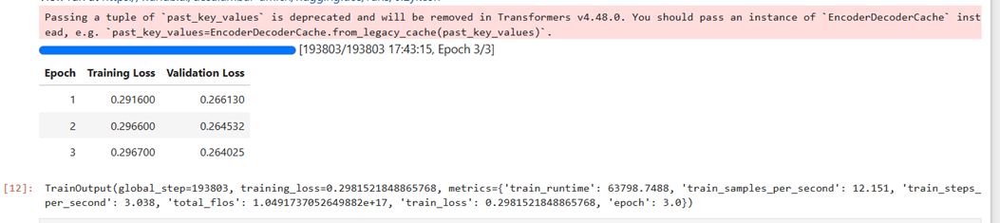 Passing a tuple of `past_key_values` is deprecated and will be removed in Transformers v4.48.0. You should pass an instance of `EncoderDecoderCache` inst
ead, e.g. `past_key_values=EncoderDecoderCache.from_legacy_cache(past_key_values)`.
[193803/193803 17:43:15, Epoch 3/3]
Epoch Training Loss Validation Loss
1 0.291600 0.266130
2 0.296600 0.264532
3 0.296700 0.264025
[12]: TrainOutput(global_step=193803, training_loss=0.2981521848865768, metrics={'train_runtime': 63798.7488, 'train_samples_per_second': 12.151, 'train_steps_
per_second': 3.038, 'total_flos': 1.0491737052649882e+17, 'train_loss': 0.2981521848865768, 'epoch': 3.0})